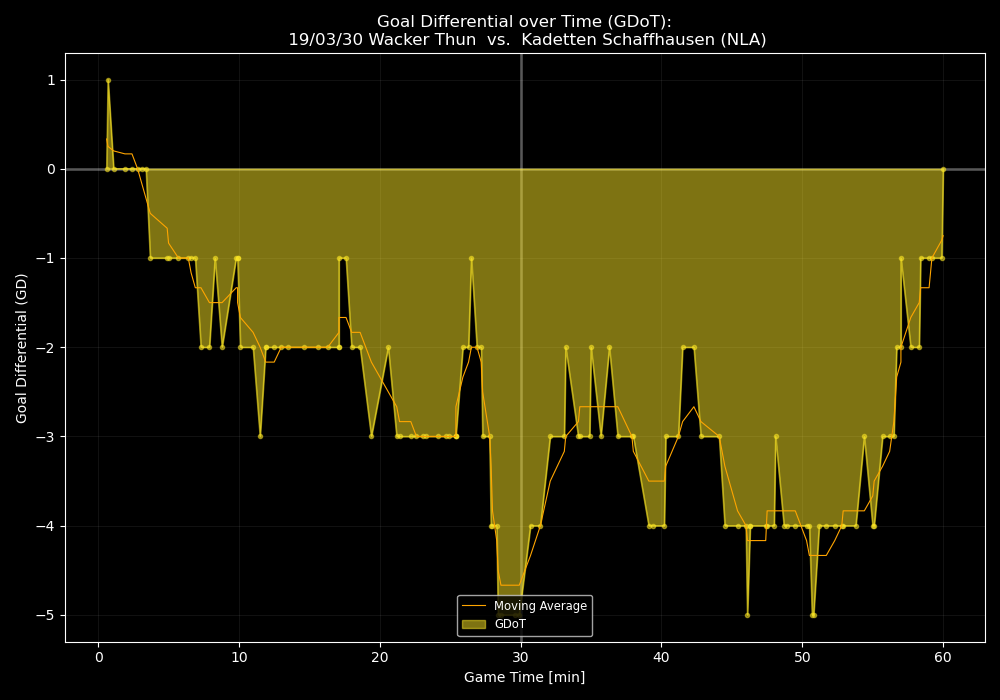 Goal Differential over Time (GDoT):
19/03/30 Wacker Thun  vs.  Kadetten Schaffhausen (NLA)
Goal Differential (GD)
1
0
−1
−2
−3
−4
−5
Moving Average
GDoT
0 10 20 30 40 50 60
Game Time [min]